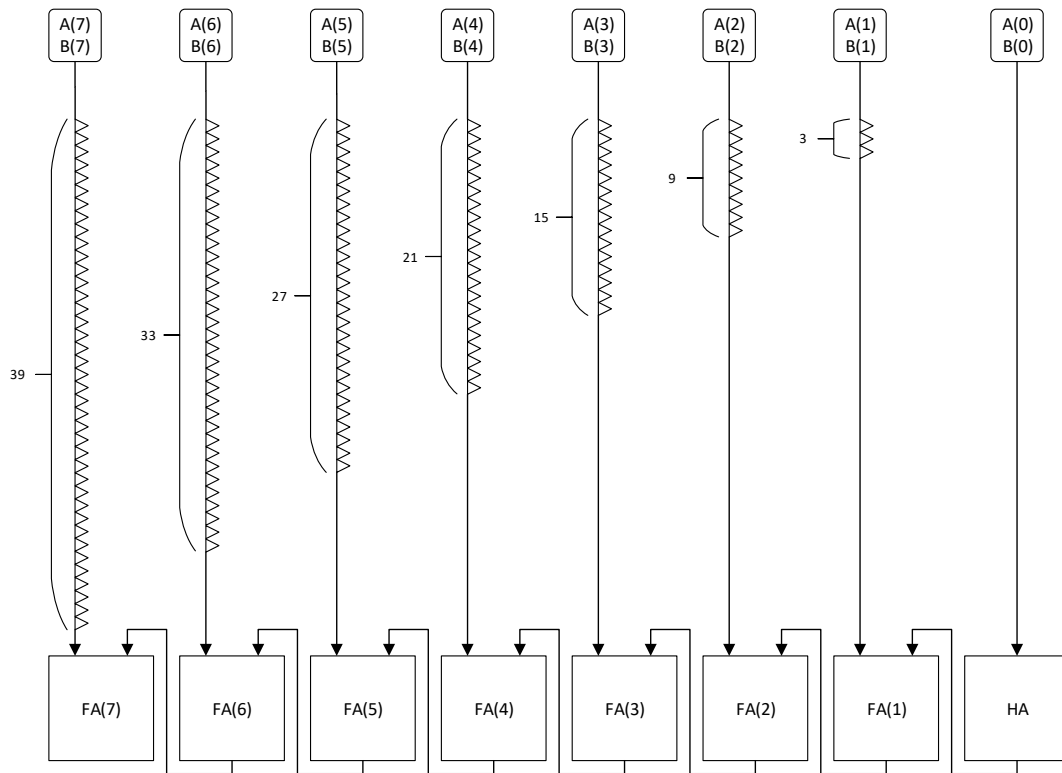 A(7)
B(7)
A(6)
B(6)
A(5)
B(5)
A(4)
B(4)
A(3)
B(3)
A(2)
B(2)
A(1)
B(1)
A(0)
B(0)
3
9
15
21
27
33
39
FA(7)
FA(6)
FA(5)
FA(4)
FA(3)
FA(2)
FA(1)
HA